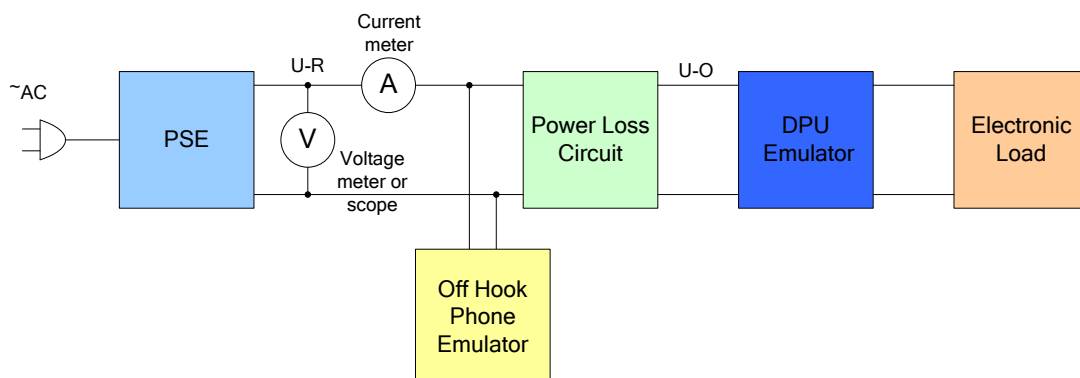 Current
meter
U-R
U-O
~AC
A
PSE
V
Power Loss
Circuit
DPU
Emulator
Electronic
Load
Voltage
meter or
scope
Off Hook
Phone
Emulator